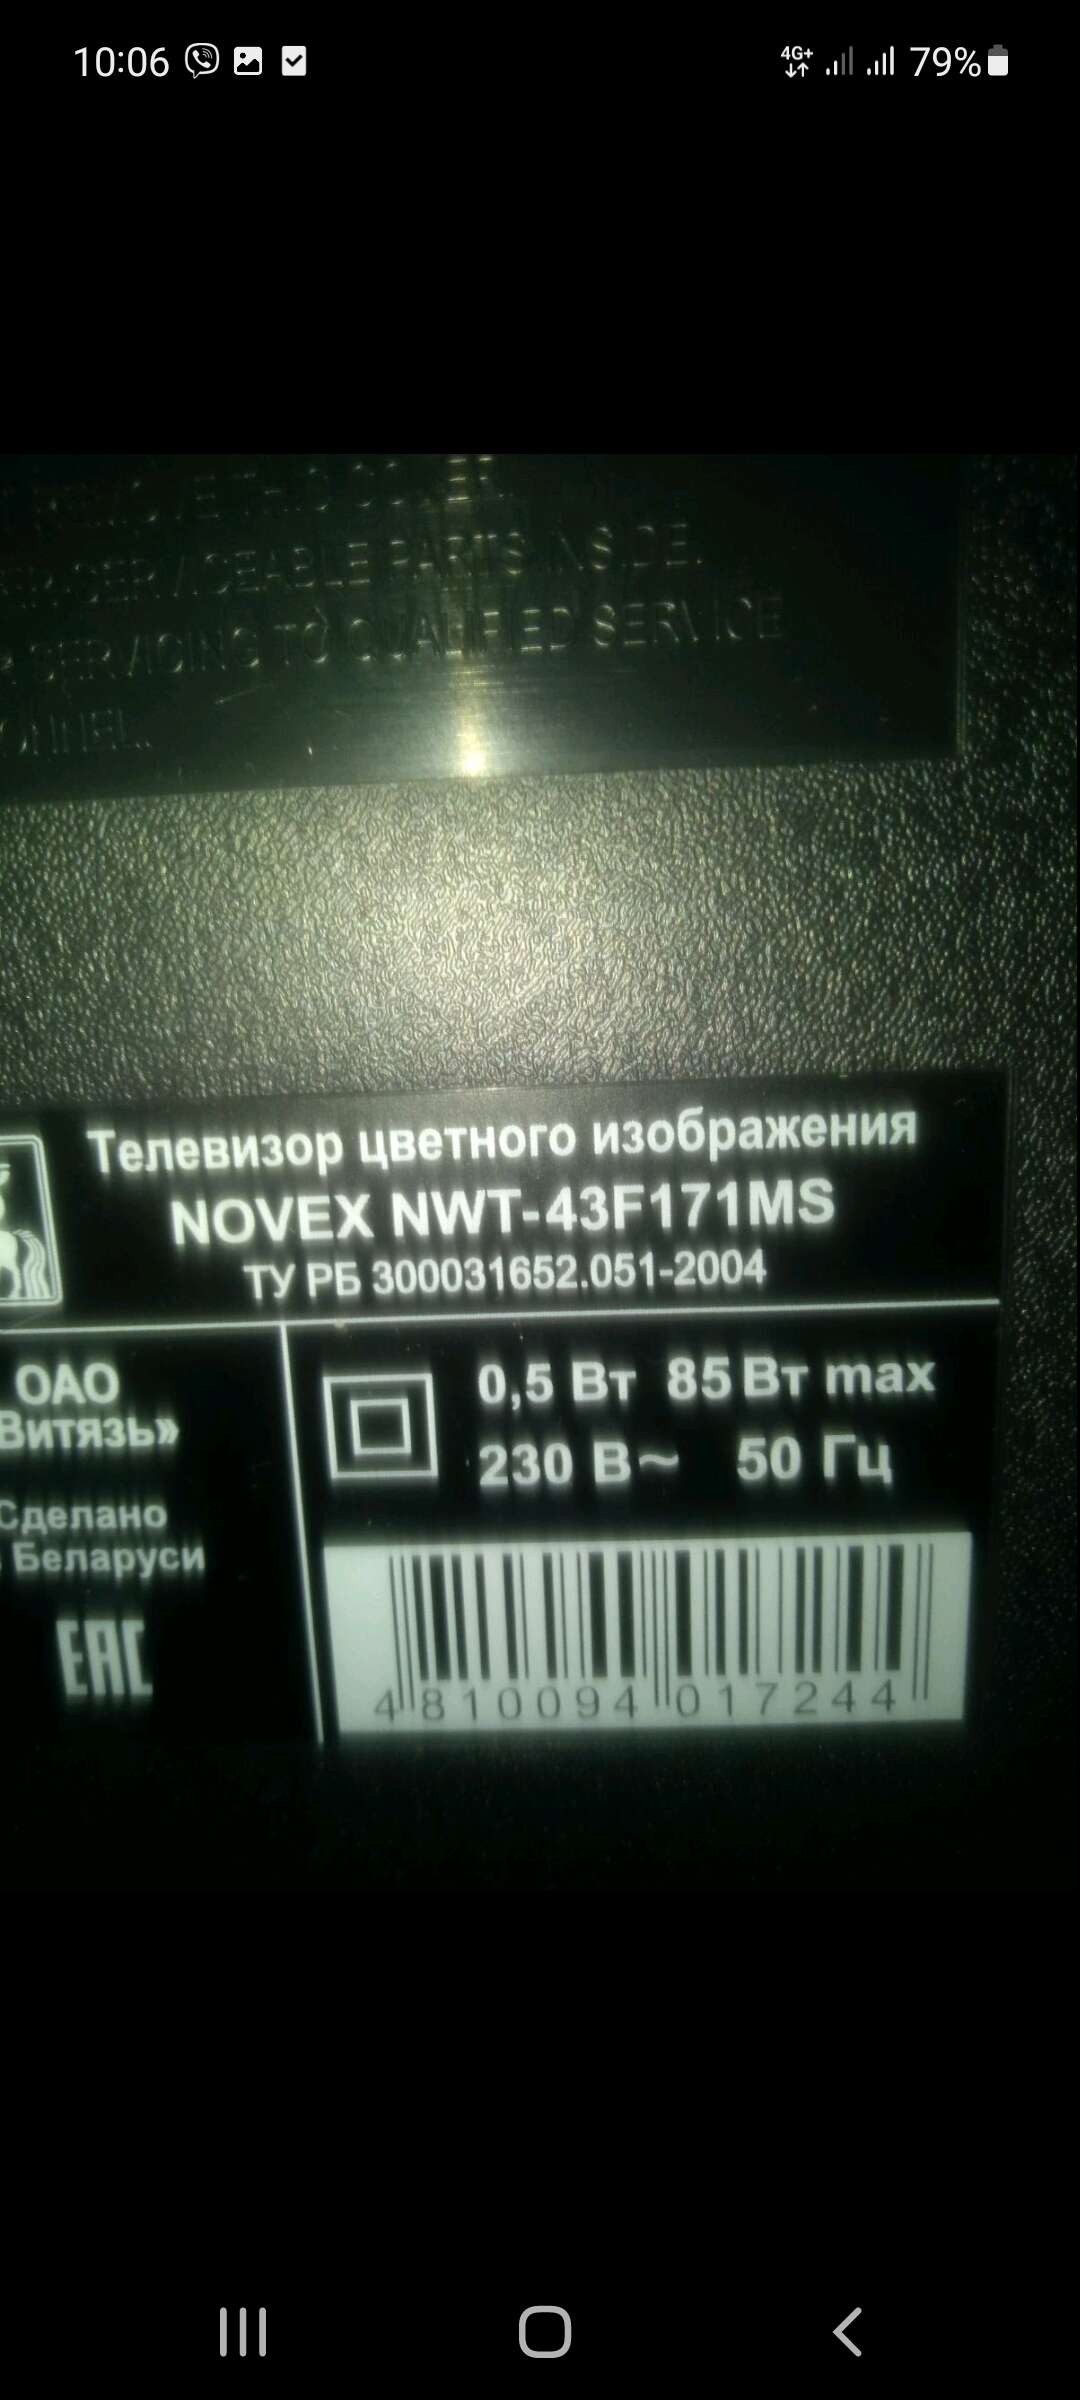 10:06
4G+ 79%
SERVICEABLE PARTS INSIDE.
SERVICING TO QUALIFIED SERVICE
Телевизор цветного изображения
NOVEX NWT-43F171MS
ТУ РБ 300031652.051-2004
ОАО
Витязь»
Сделано
Беларуси
EAC
0,5 Вт 85 Вт max
230 В~ 50 Гц
4 810094 017244